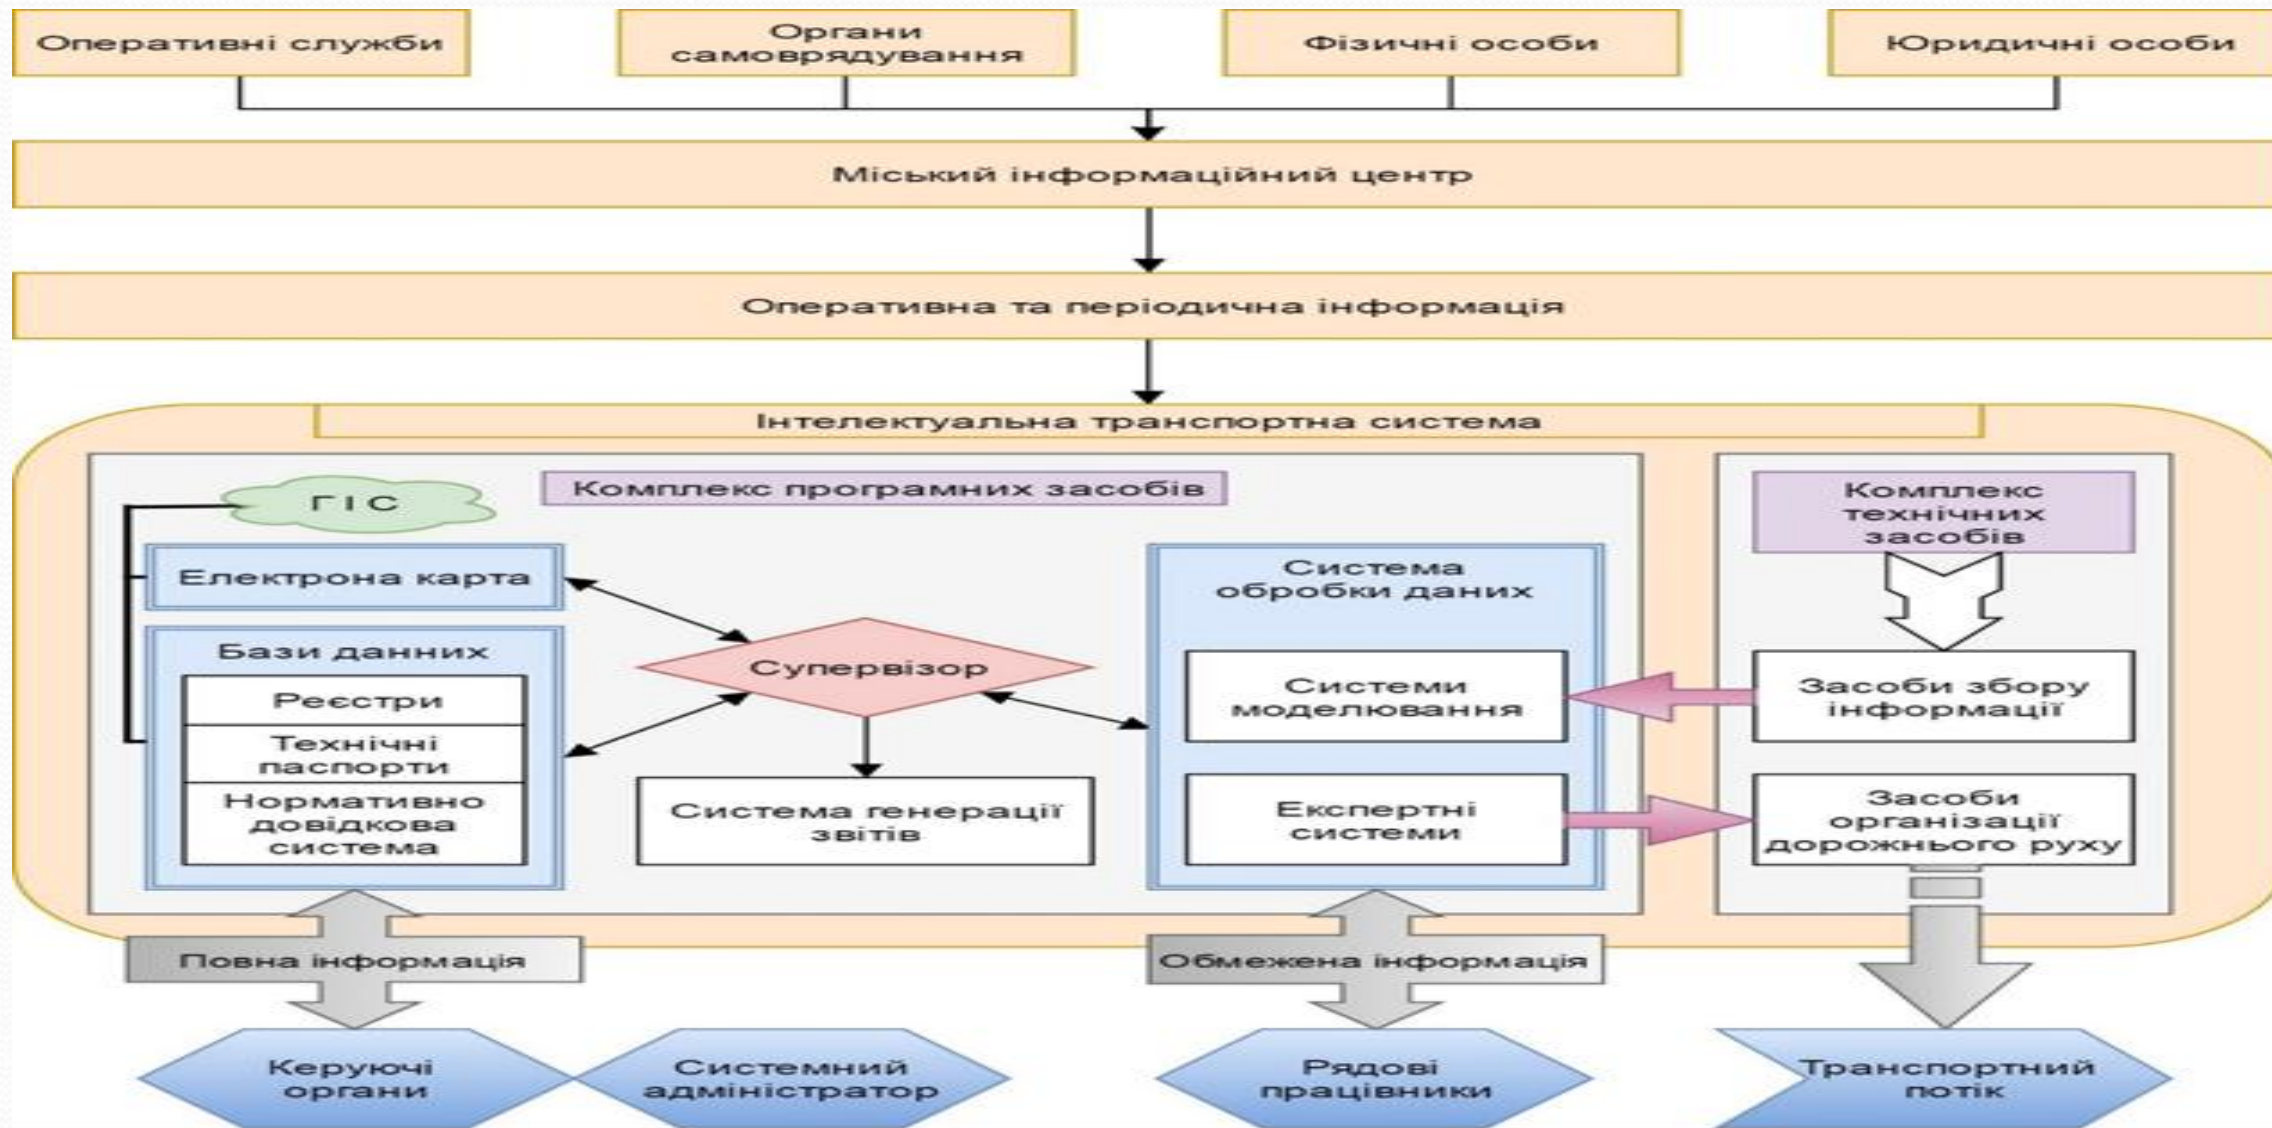 Оперативні служби
Органи
самоврядування
Фізичні особи
Юридичні особи
Міський інформаційний центр
Оперативна та періодична інформація
Інтелектуальна транспортна система
ГІС
Комплекс програмних засобів
Електрона карта
Бази данних
Реєстри
Технічні
паспорти
Нормативно
довідкова
система
Супервізор
Система генерації
звітів
Система
обробки даних
Системи
моделювання
Експертні
системи
Комплекс
технічних
засобів
Засоби збору
інформації
Засоби
організації
дорожнього руху
Повна інформація
Обмежена інформація
Керуючі
органи
Системний
адміністратор
Рядові
працівники
Транспортний
потік